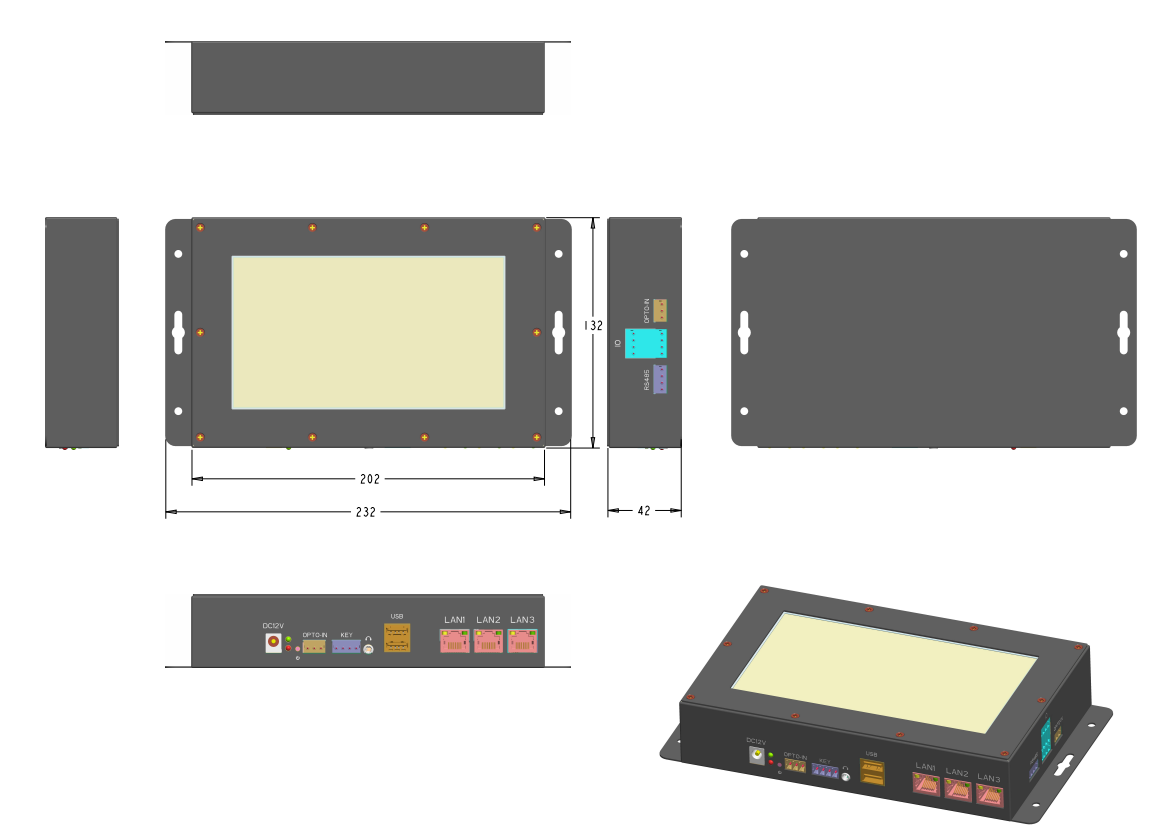 OPTO-IN
IO
RS485
132
202
232
42
DC12V
OPTO-IN
KEY
USB
LAN1
LAN2
LAN3
DC12V
OPTO-IN
KEY
USB
LAN1
LAN2
LAN3